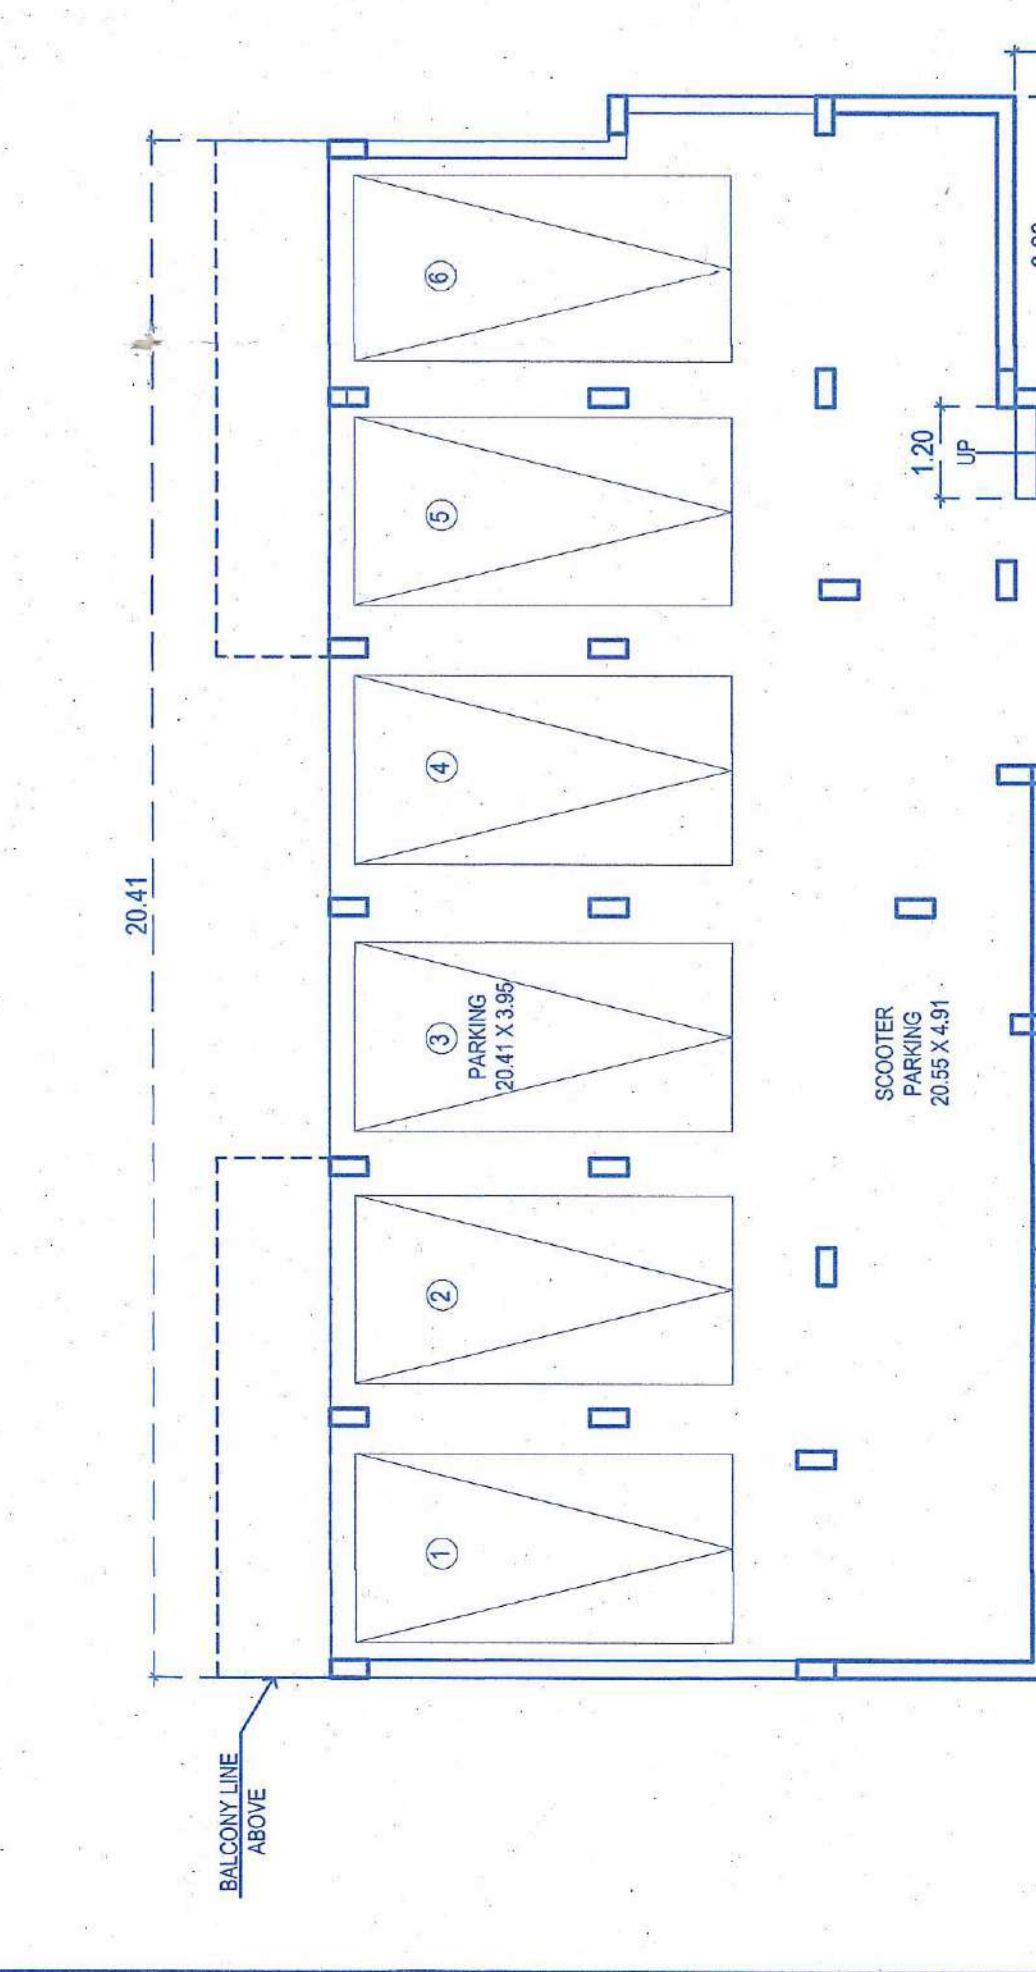 20.41
BALCONY LINE
ABOVE
1
2
3
4
5
6
PARKING
20.41 X 3.95
SCOOTER
PARKING
20.55 X 4.91
1.20
UP